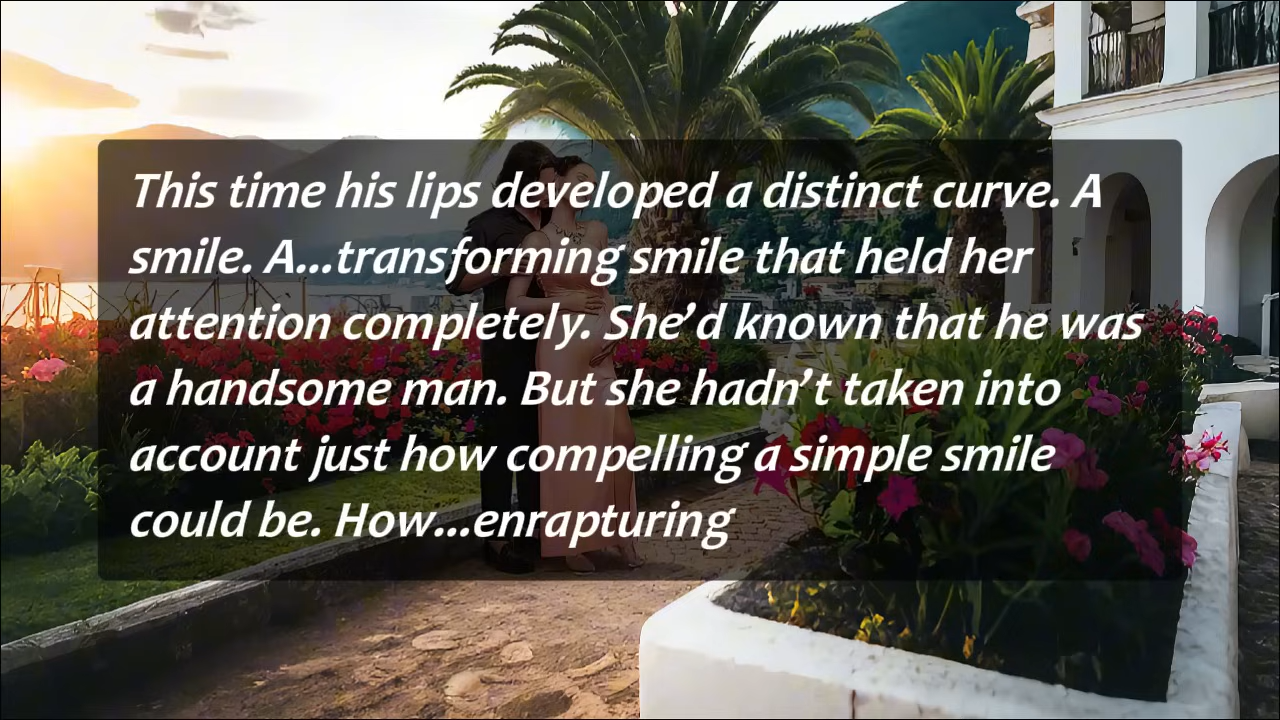 This time his lips developed a distinct curve. A
smile. A...transforming smile that held her
attention completely. She’d known that he was
a handsome man. But she hadn’t taken into
account just how compelling a simple smile
could be. How...enrapturing